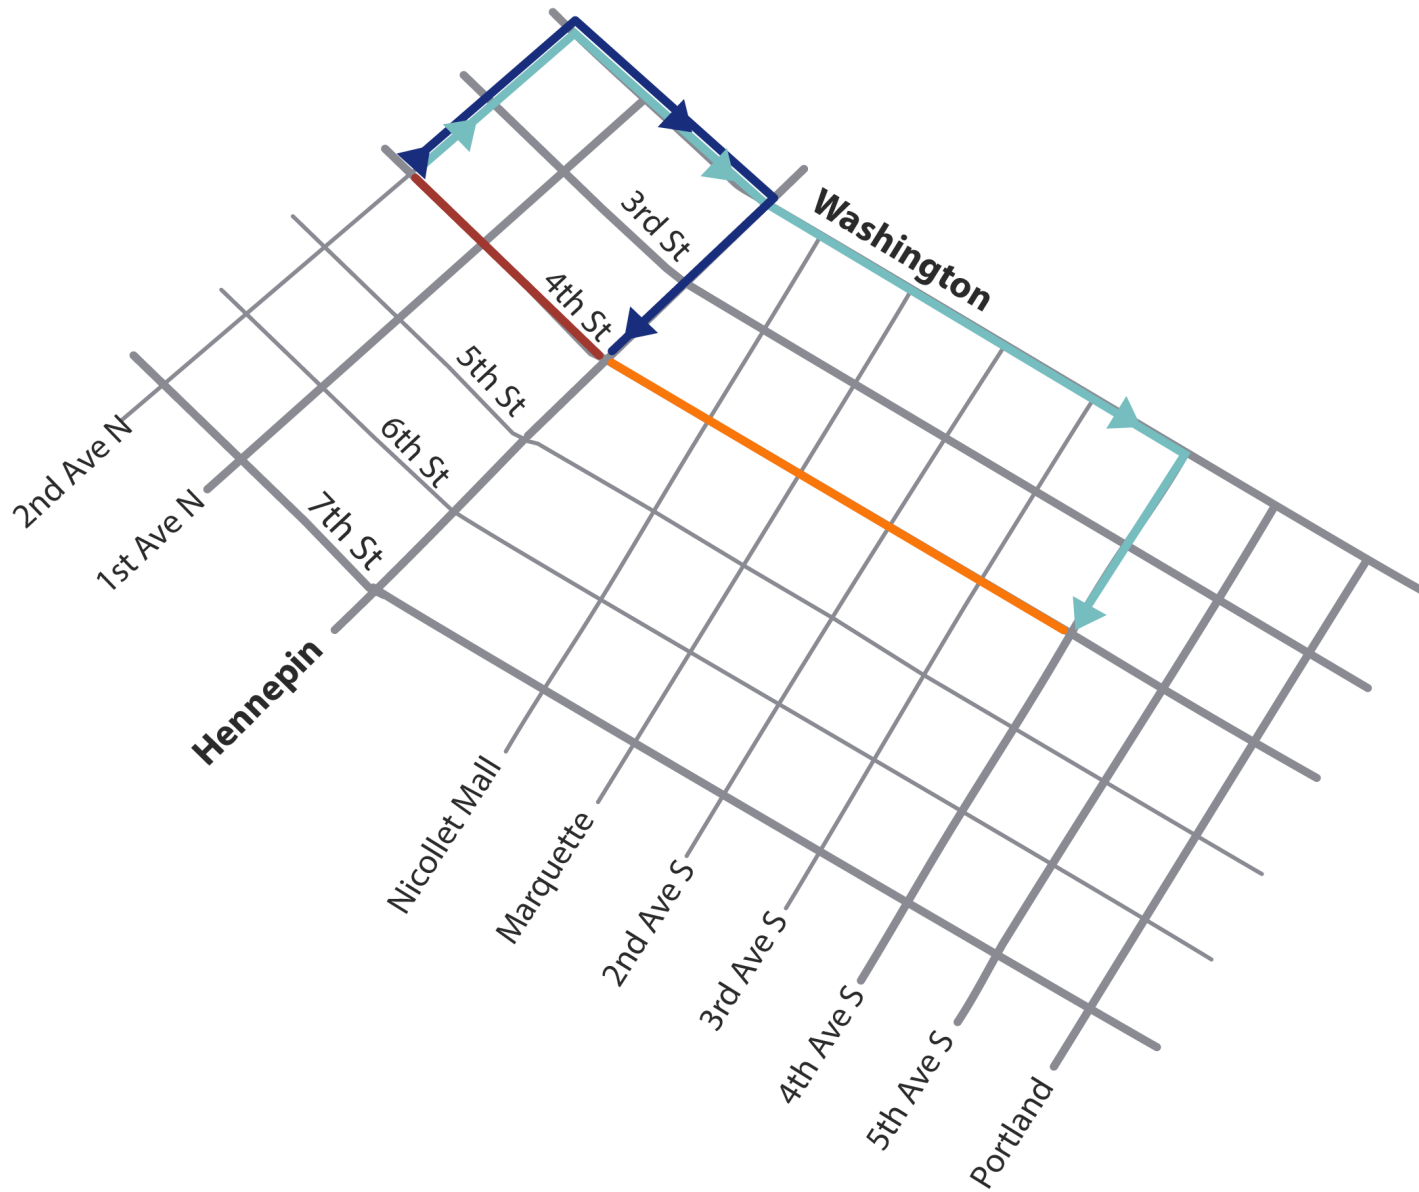 Washington
3rd St
4th St
5th St
6th St
7th St
2nd Ave N
1st Ave N
Hennepin
Nicollet Mall
Marquette
2nd Ave S
3rd Ave S
4th Ave S
5th Ave S
Portland